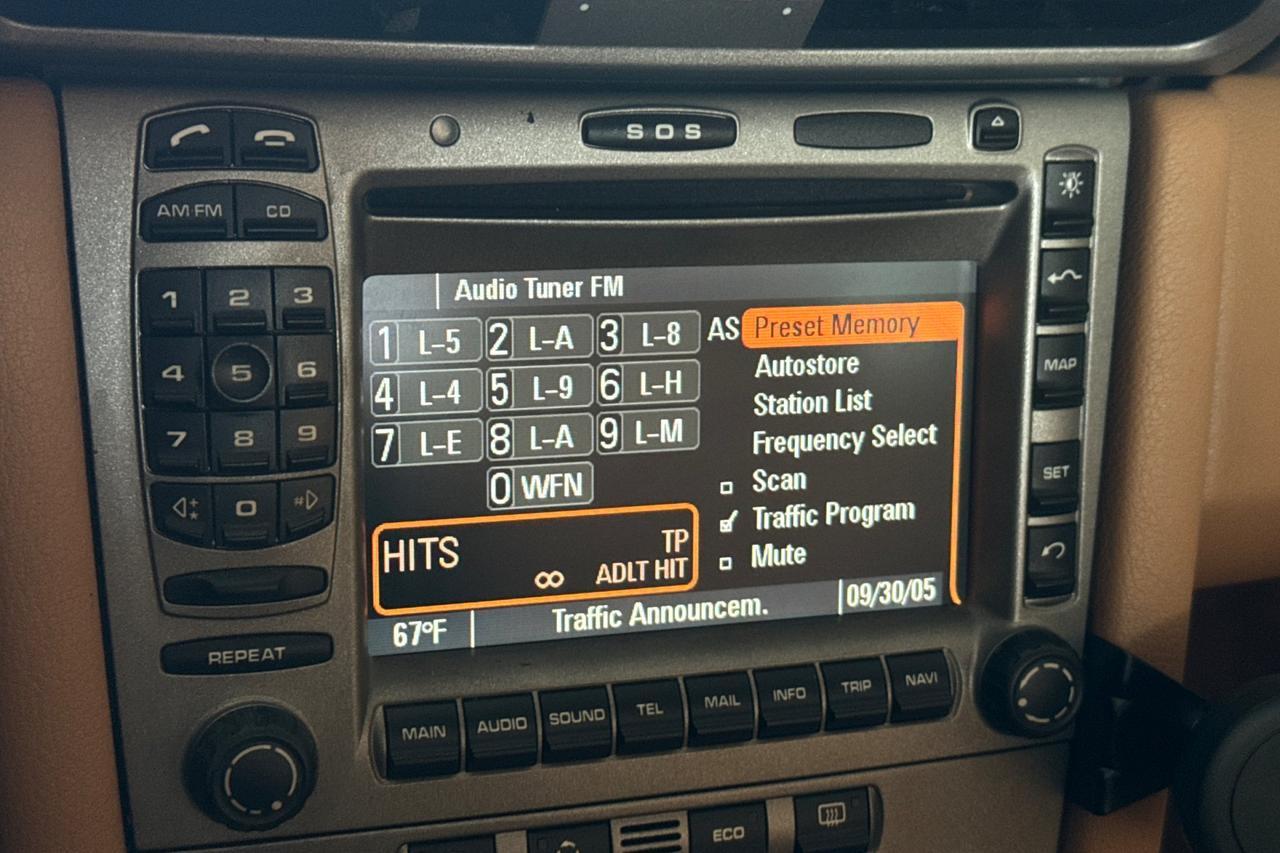 SOS
AM·FM CD
1 2 3
4 5 6
7 8 9
* 0 #
REPEAT
Audio Tuner FM
1 L-5 2 L-A 3 L-8 AS
4 L-4 5 L-9 6 L-H
7 L-E 8 L-A 9 L-M
0 WFN
HITS TP
∞ ADLT HIT
Preset Memory
Autostore
Station List
Frequency Select
Scan
Traffic Program
Mute
67°F Traffic Announcem. 09/30/05
MAP
SET
MAIN AUDIO SOUND TEL MAIL INFO TRIP NAVI
ECO